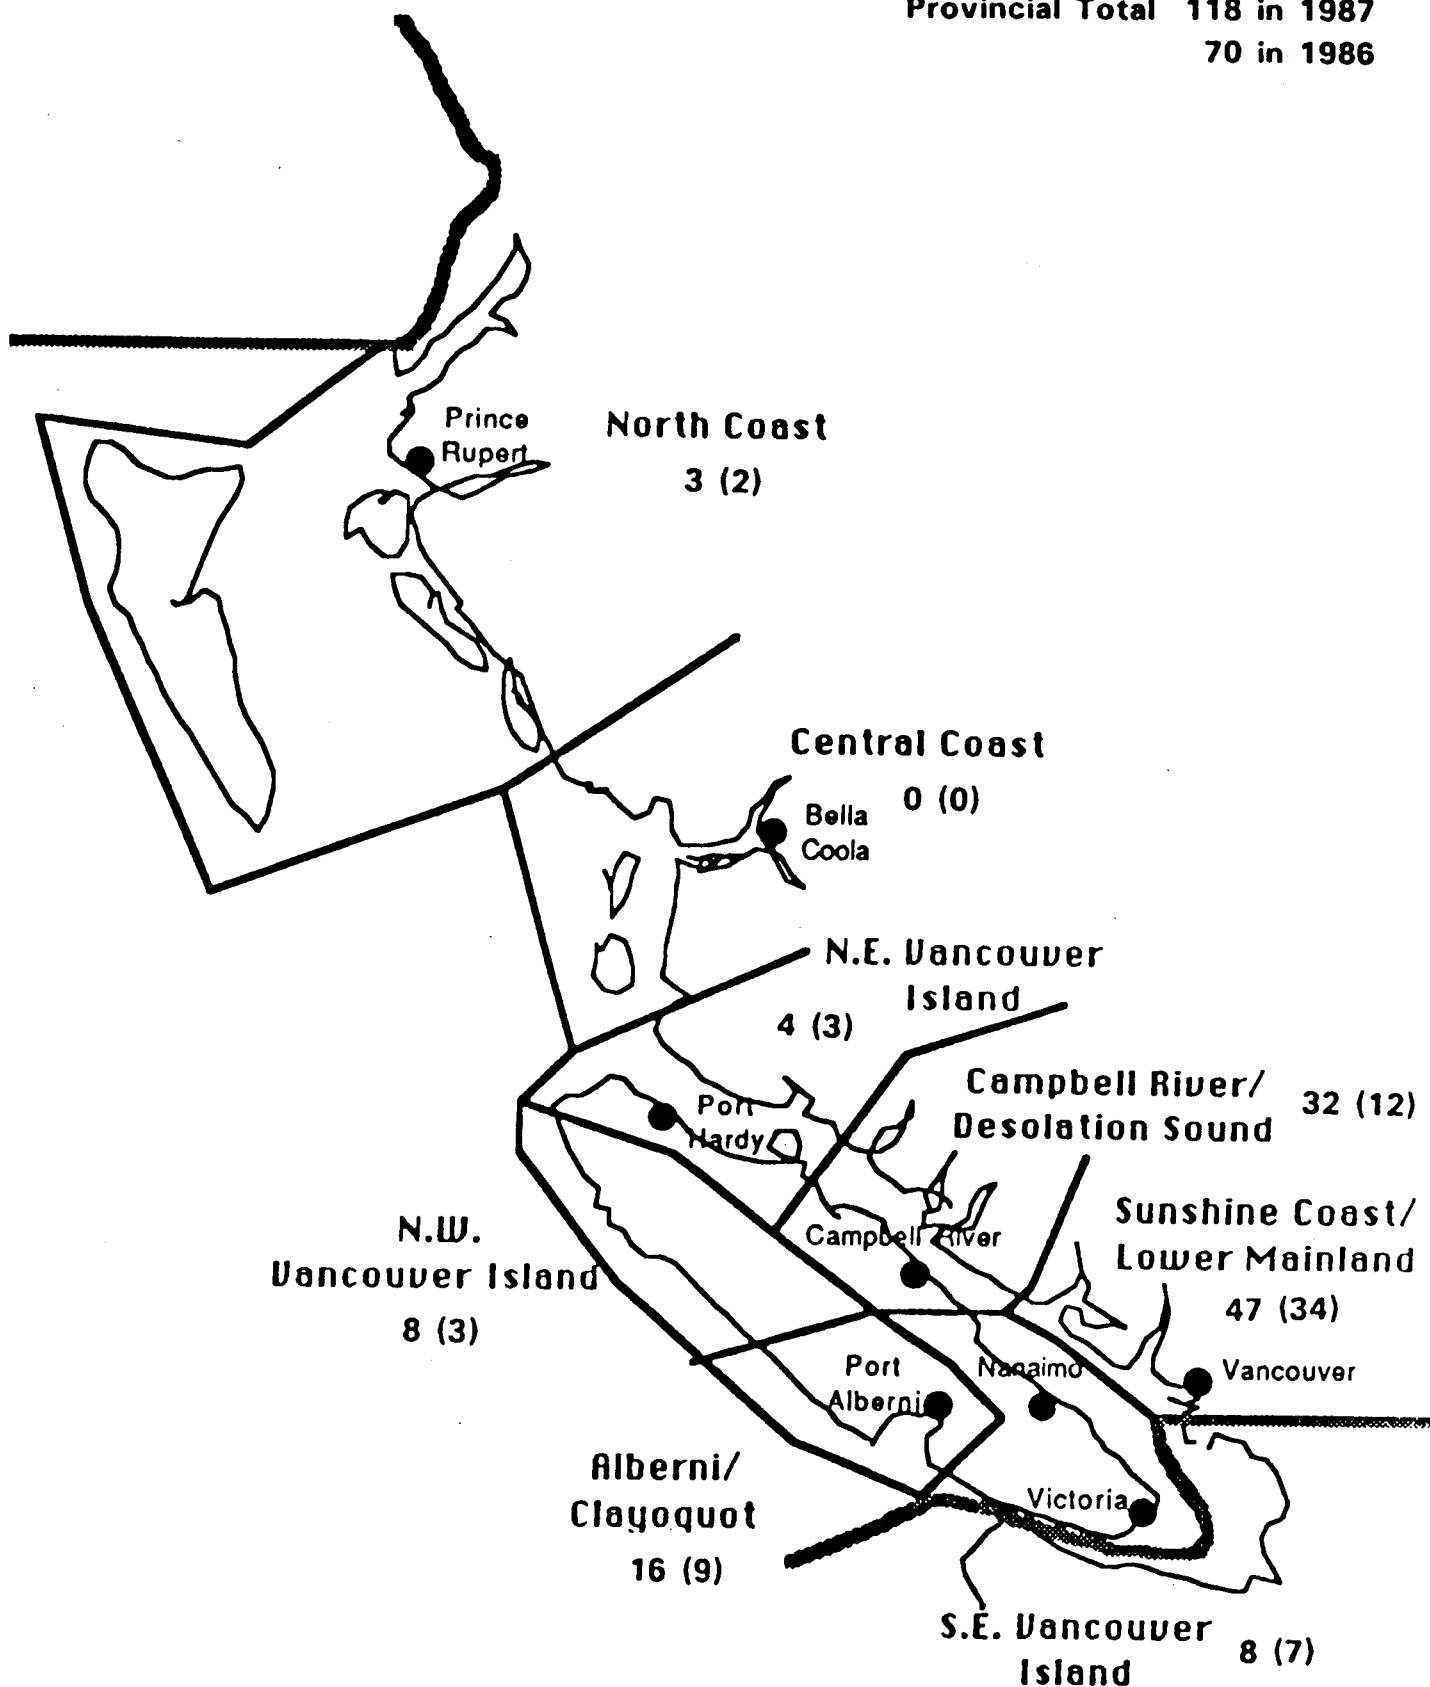 Provincial Total 118 in 1987
70 in 1986
Prince
Rupert
North Coast
3 (2)
Central Coast
0 (0)
Bella
Coola
N.E. Vancouver
Island
4 (3)
Port
Hardy
Campbell River/
Desolation Sound
32 (12)
Campbell River
Sunshine Coast/
Lower Mainland
47 (34)
N.W.
Vancouver Island
8 (3)
Port
Alberni
Nanaimo
Vancouver
Alberni/
Clayoquot
16 (9)
Victoria
S.E. Vancouver
Island
8 (7)